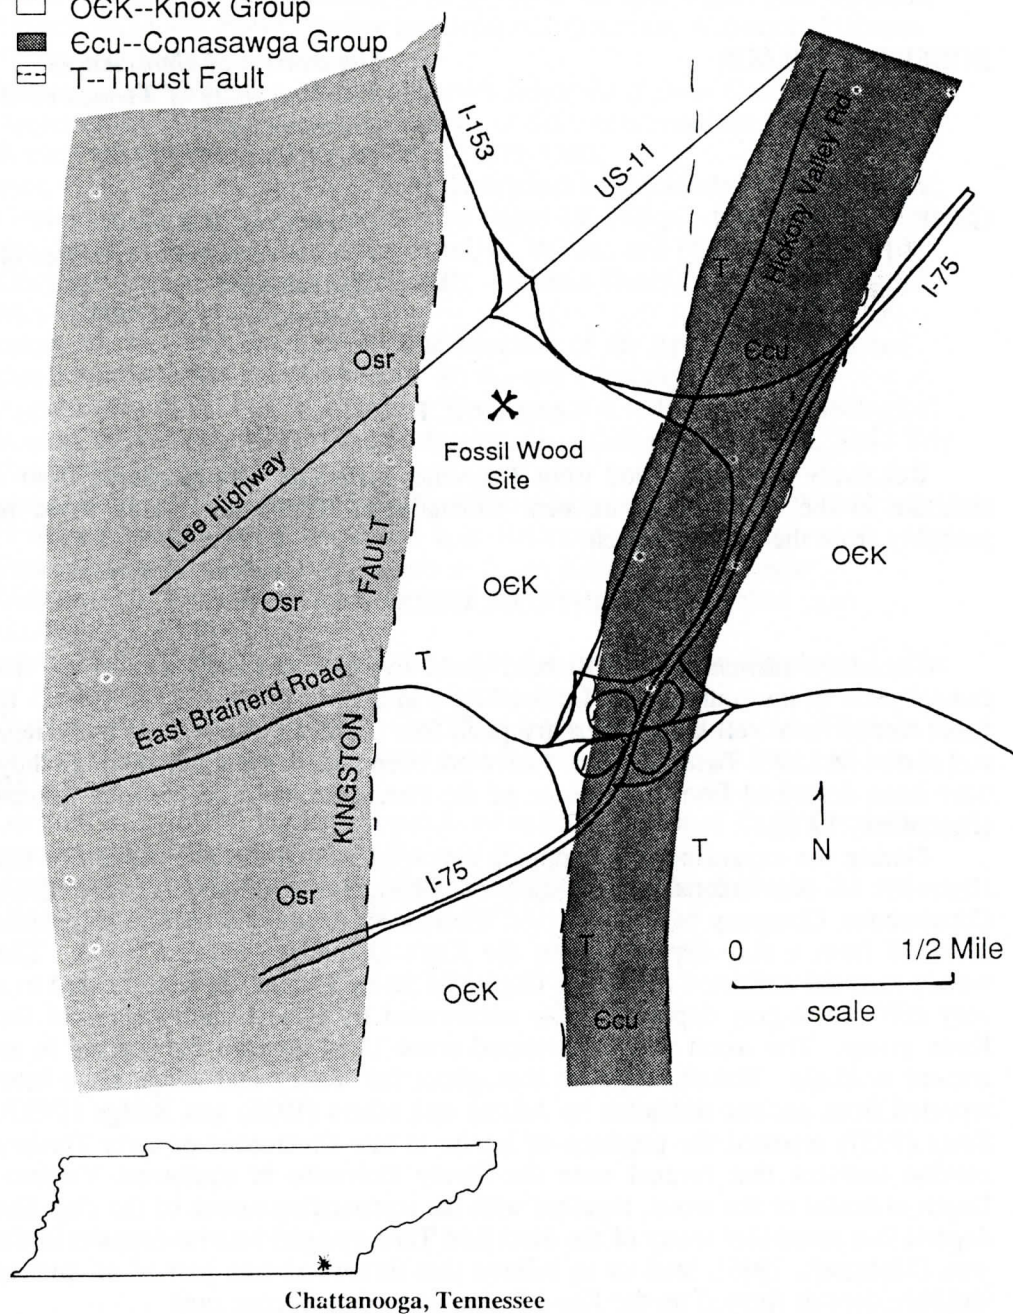 OЄK--Knox Group
Єcu--Conasawga Group
T--Thrust Fault
I-153
US-11
Hickory Valley Rd
T
I-75
Єcu
Osr
Fossil Wood
Site
Lee Highway
FAULT
OЄK
OЄK
Osr
T
East Brainerd Road
KINGSTON
N
T
I-75
Osr
T
0 1/2 Mile
scale
OЄK
Єcu
Chattanooga, Tennessee